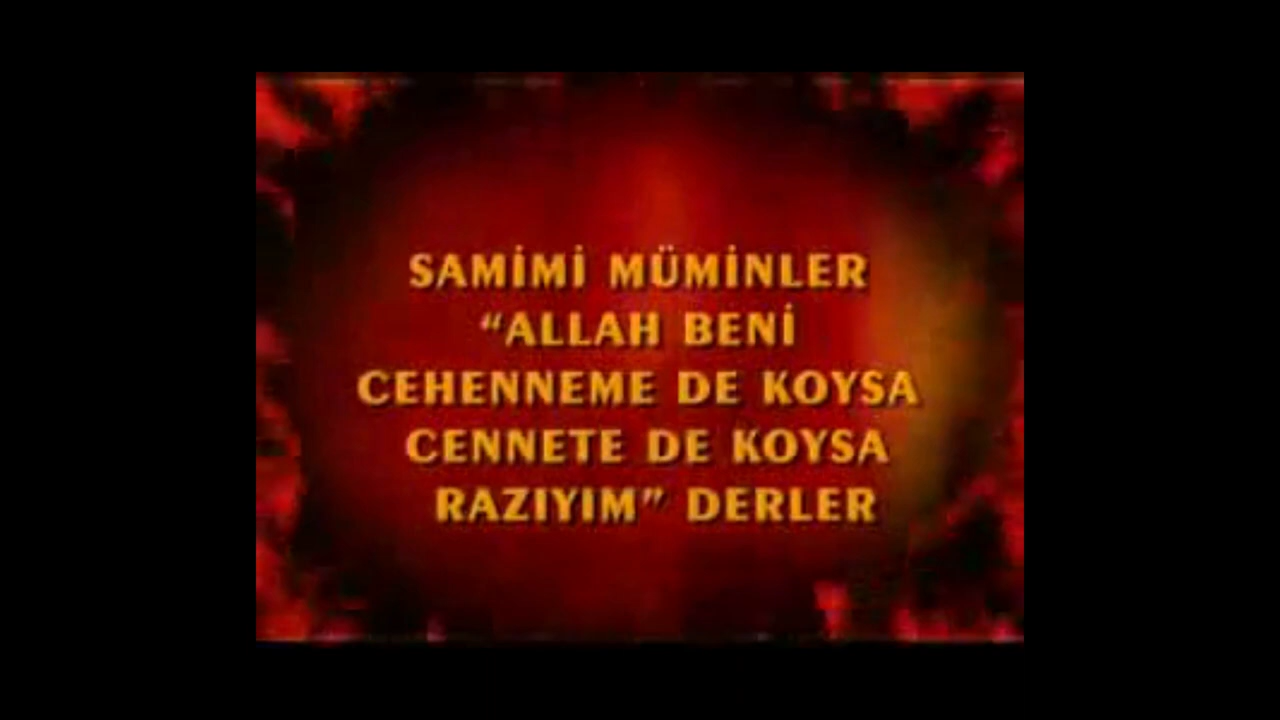 SAMİMİ MÜMİNLER
“ALLAH BENİ
CEHENNEME DE KOYSA
CENNETE DE KOYSA
RAZIYIM” DERLER